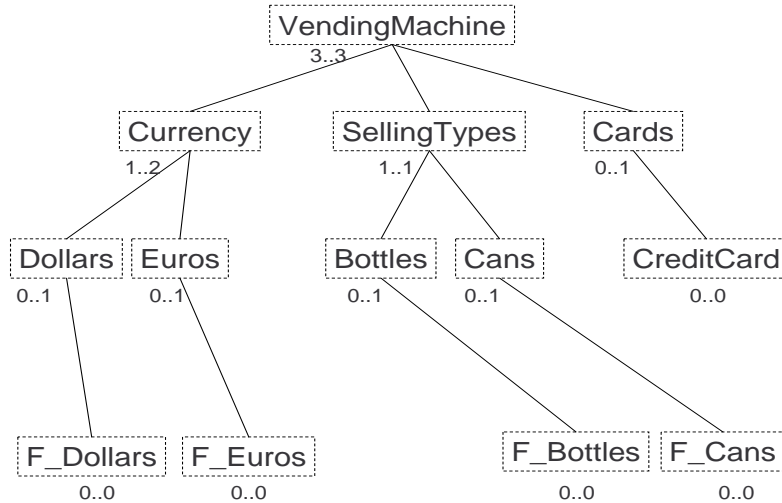 VendingMachine
3..3
Currency SellingTypes Cards
1..2 1..1 0..1
Dollars Euros Bottles Cans CreditCard
0..1 0..1 0..1 0..1 0..0
F_Dollars F_Euros F_Bottles F_Cans
0..0 0..0 0..0 0..0